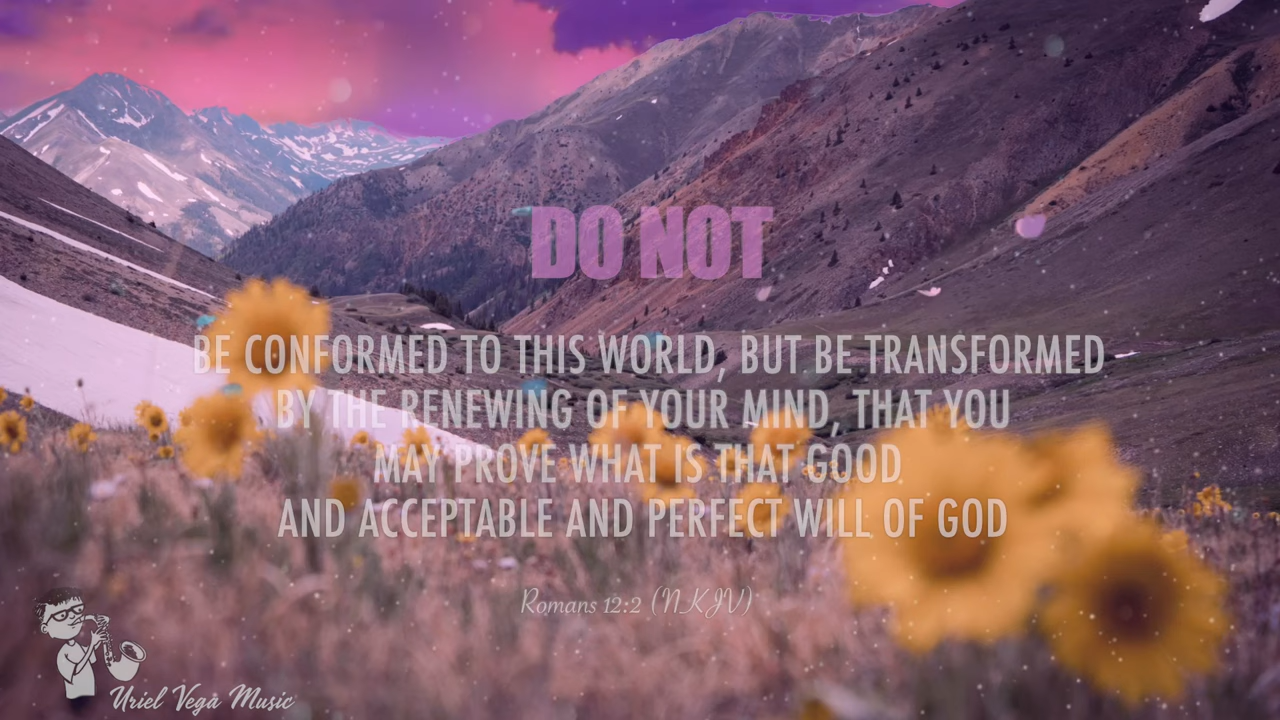 DO NOT
BE CONFORMED TO THIS WORLD, BUT BE TRANSFORMED
BY THE RENEWING OF YOUR MIND, THAT YOU
MAY PROVE WHAT IS THAT GOOD
AND ACCEPTABLE AND PERFECT WILL OF GOD
Romans 12:2 (NKJV)
Uriel Vega Music